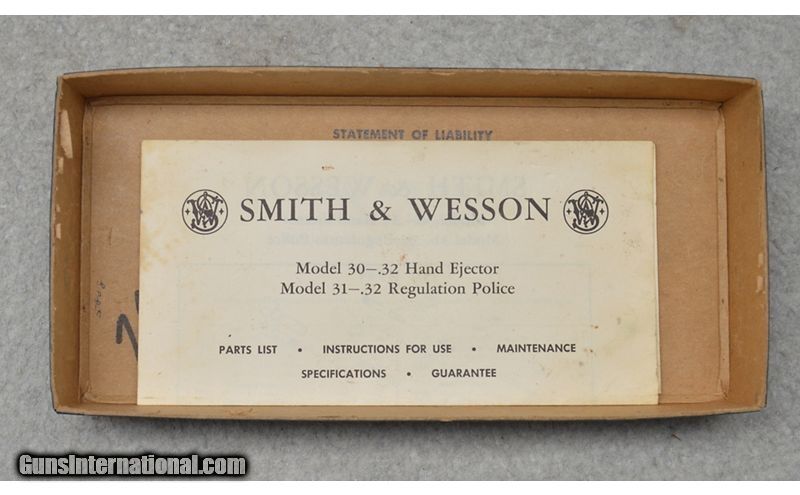 STATEMENT OF LIABILITY
SMITH & WESSON
Model 30—.32 Hand Ejector
Model 31—.32 Regulation Police
PARTS LIST • INSTRUCTIONS FOR USE • MAINTENANCE
SPECIFICATIONS • GUARANTEE
GunsInternational.com